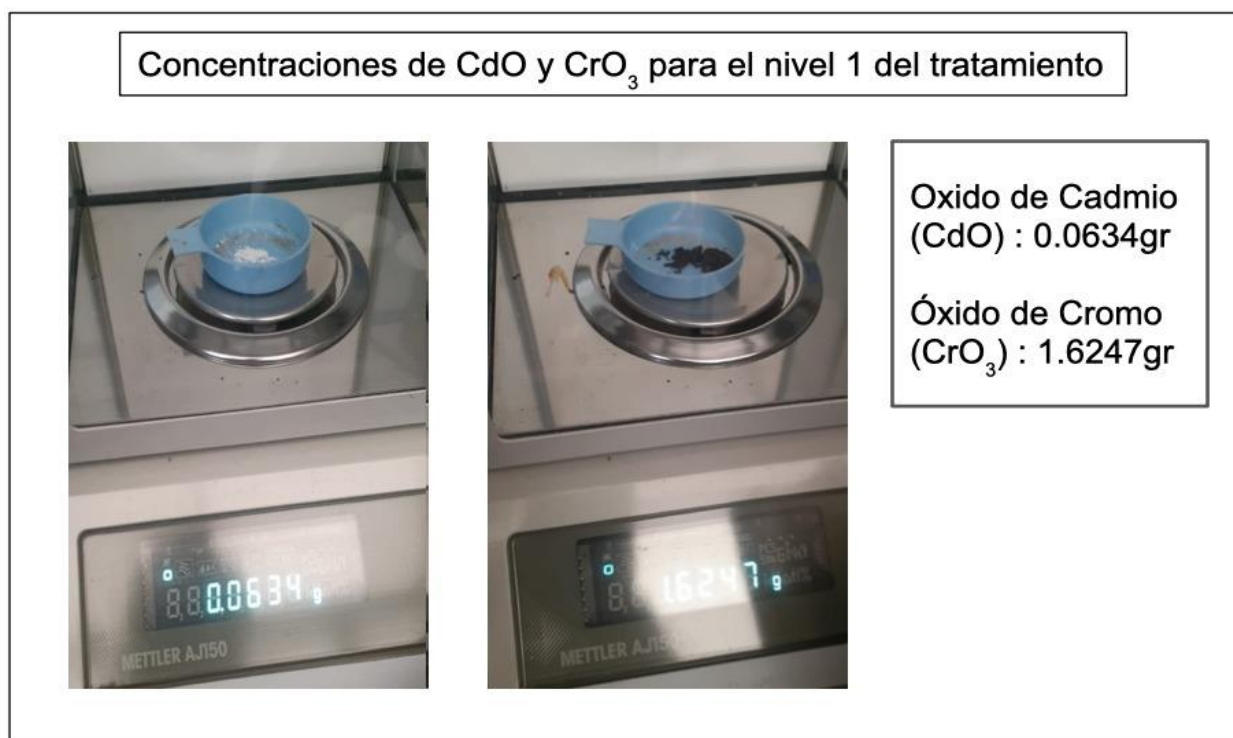 Concentraciones de CdO y CrO₃ para el nivel 1 del tratamiento
Oxido de Cadmio
(CdO) : 0.0634gr
Óxido de Cromo
(CrO₃) : 1.6247gr
0.0634 g
METTLER AJ150
1.6247 g
METTLER AJ150